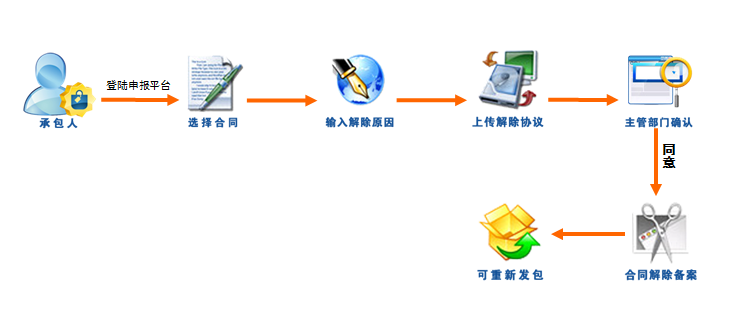 登陆申报平台
承包人
选择合同
输入解除原因
上传解除协议
主管部门确认
同意
可重新发包
合同解除备案